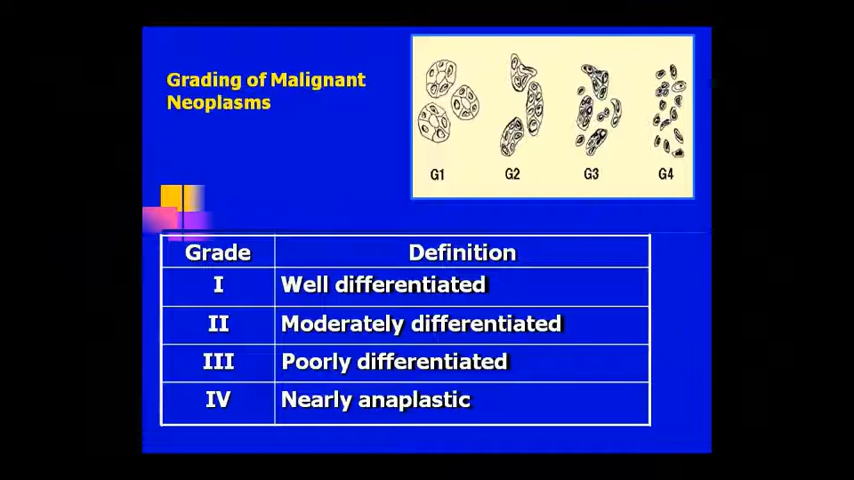 Grading of Malignant
Neoplasms
G1 G2 G3 G4
Grade Definition
I Well differentiated
II Moderately differentiated
III Poorly differentiated
IV Nearly anaplastic